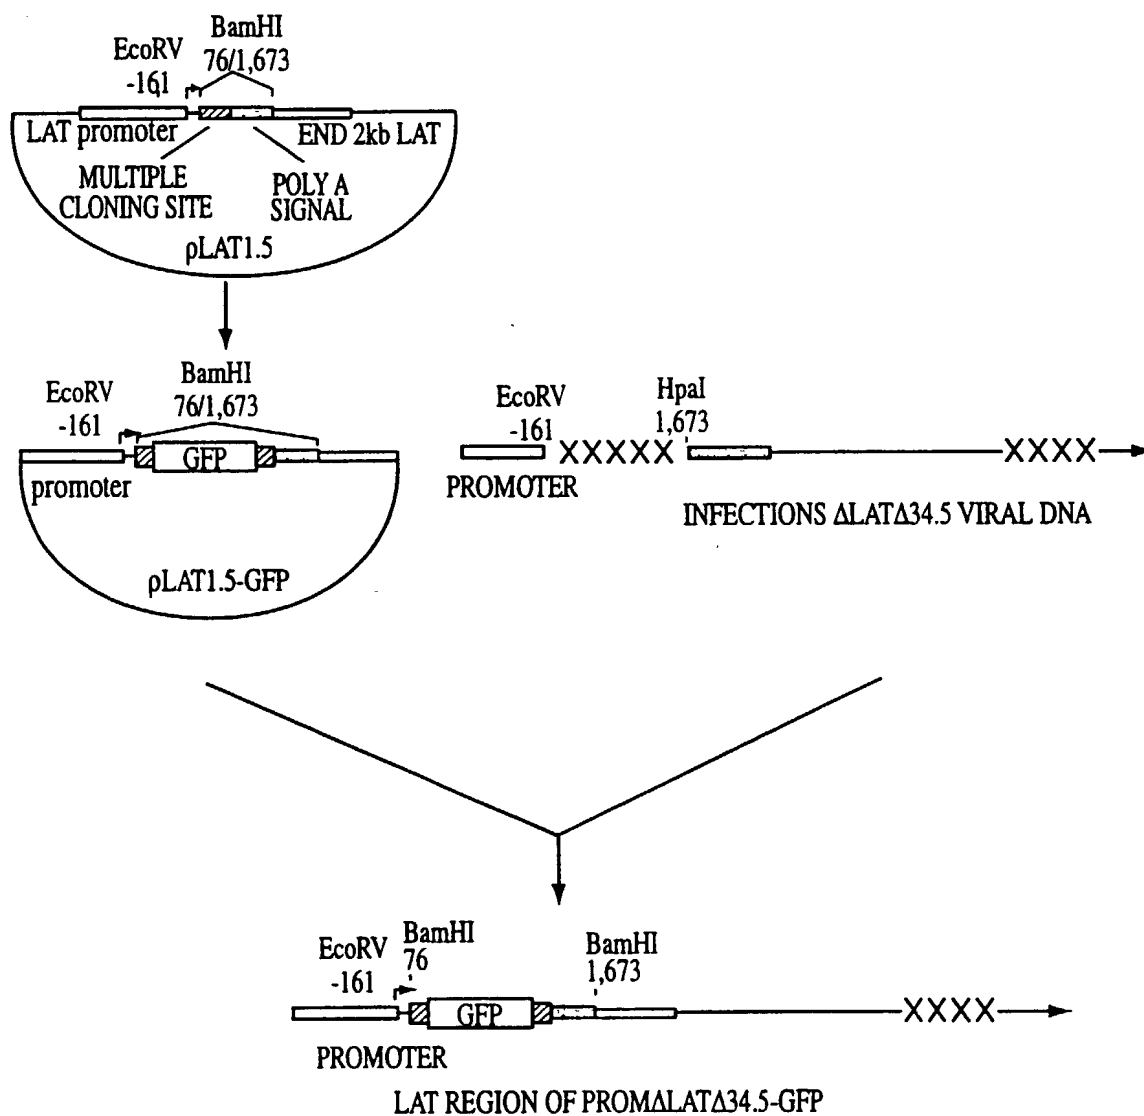 BamHI
EcoRV 76/1,673
-161
LAT promoter
END 2kb LAT
MULTIPLE
CLONING SITE
POLY A
SIGNAL
pLAT1.5
BamHI
EcoRV 76/1,673
-161
GFP
promoter
pLAT1.5-GFP
EcoRV
-161
HpaI
1,673
XXXXX
XXXX
PROMOTER
INFECTIONS ΔLATΔ34.5 VIRAL DNA
EcoRV
-161
BamHI
76
BamHI
1,673
GFP
XXXX
PROMOTER
LAT REGION OF PROMΔLATΔ34.5-GFP